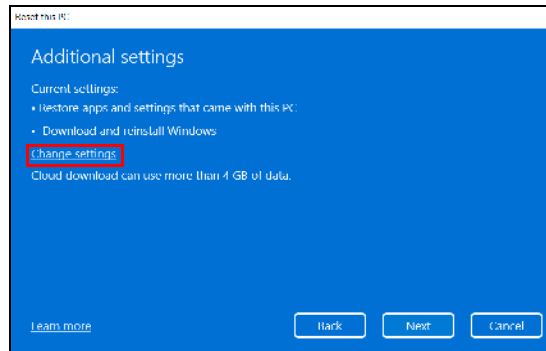 Reset this PC
Additional settings
Current settings:
• Restore apps and settings that came with this PC
• Download and reinstall Windows
Change settings
Cloud download can use more than 4 GB of data.
Learn more
Back
Next
Cancel